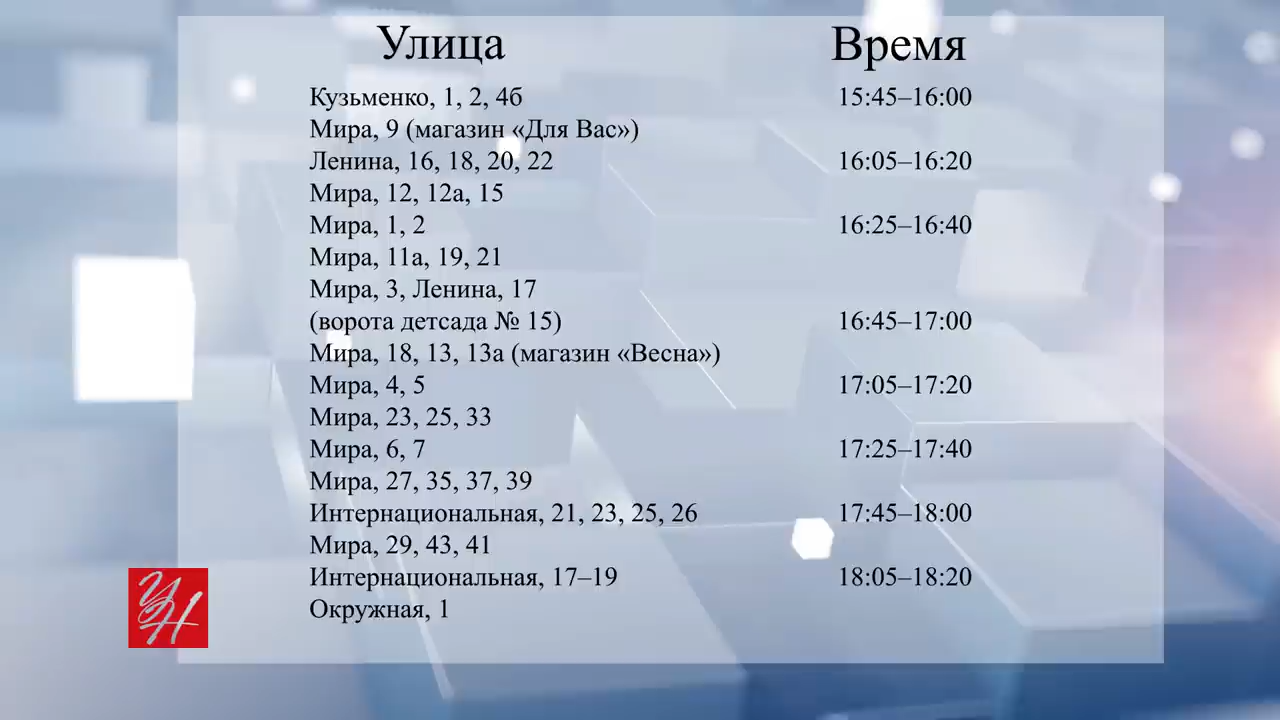 Улица Время
Кузьменко, 1, 2, 4б 15:45–16:00
Мира, 9 (магазин «Для Вас»)
Ленина, 16, 18, 20, 22 16:05–16:20
Мира, 12, 12а, 15
Мира, 1, 2 16:25–16:40
Мира, 11а, 19, 21
Мира, 3, Ленина, 17
(ворота детсада № 15) 16:45–17:00
Мира, 18, 13, 13а (магазин «Весна»)
Мира, 4, 5 17:05–17:20
Мира, 23, 25, 33
Мира, 6, 7 17:25–17:40
Мира, 27, 35, 37, 39
Интернациональная, 21, 23, 25, 26 17:45–18:00
Мира, 29, 43, 41
Интернациональная, 17–19 18:05–18:20
Окружная, 1
УН